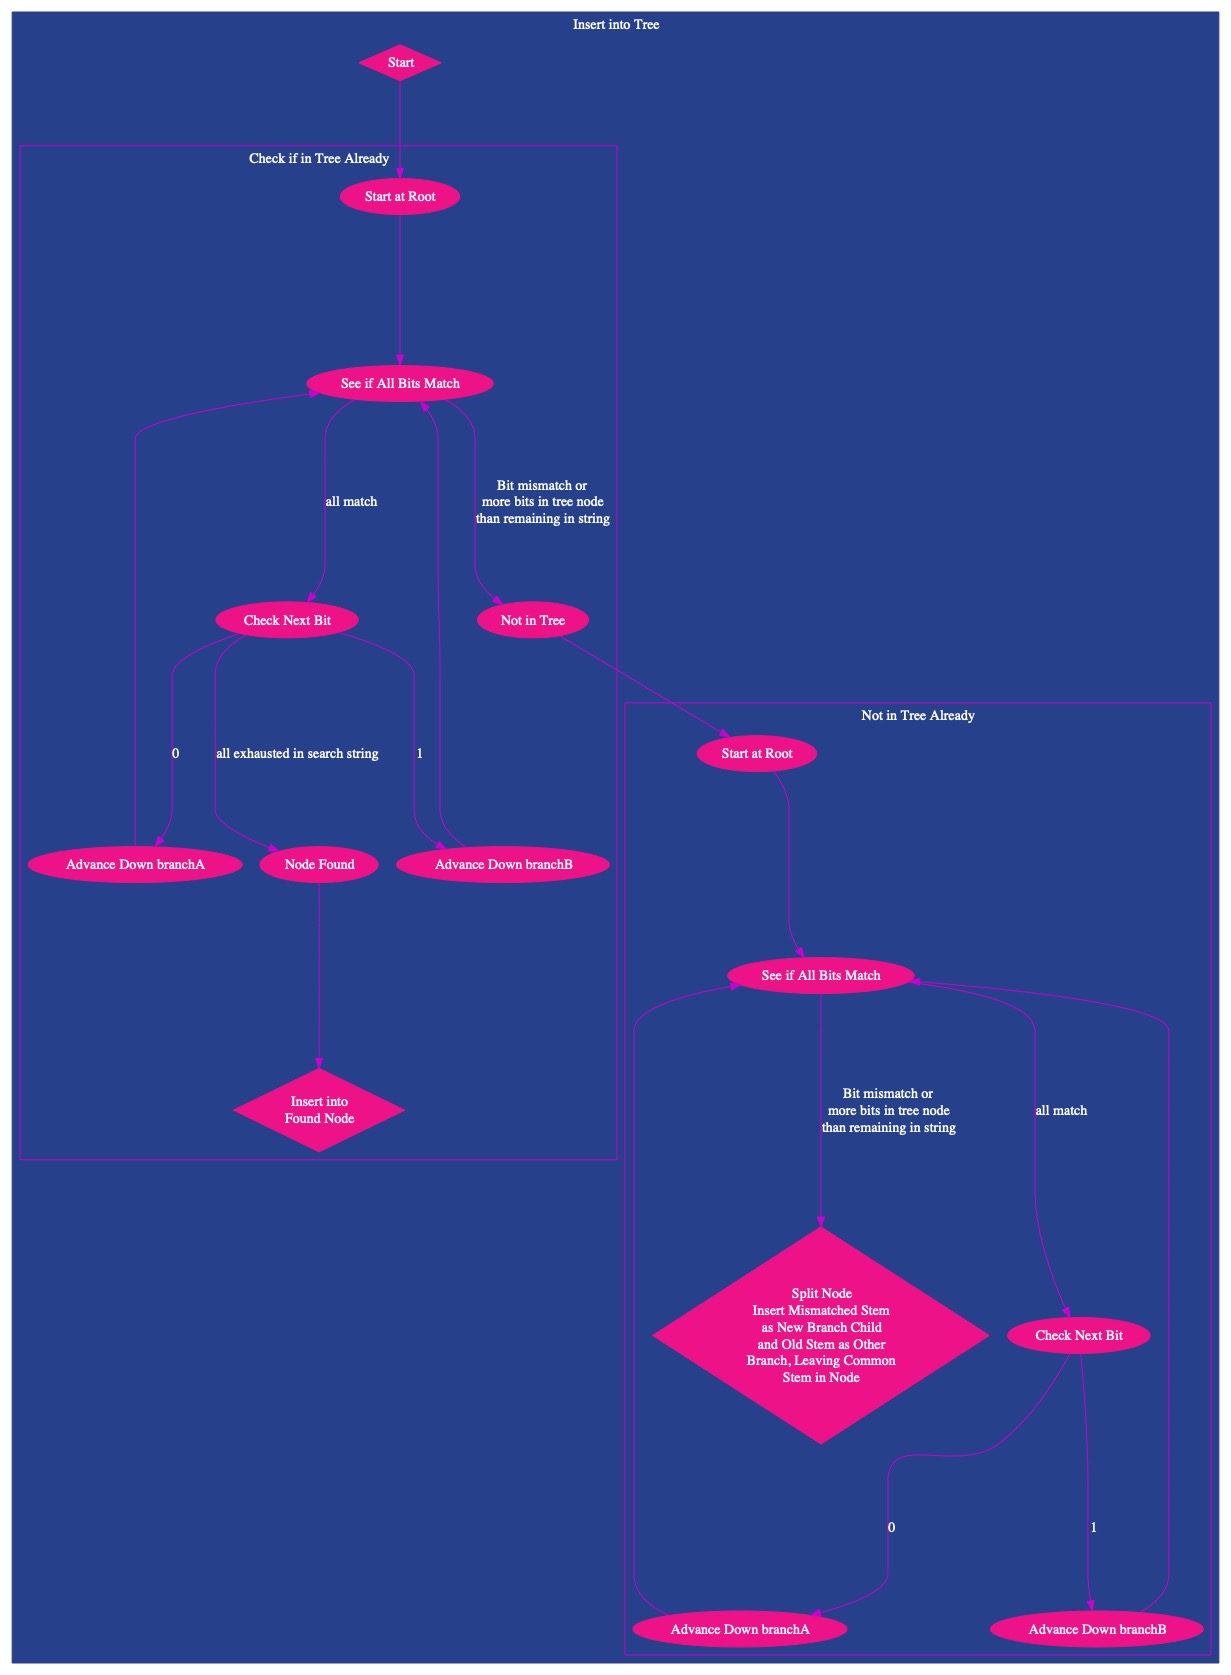 Insert into Tree
Start
Check if in Tree Already
Start at Root
See if All Bits Match
all match
Bit mismatch or
more bits in tree node
than remaining in string
Check Next Bit
Not in Tree
0
all exhausted in search string
1
Advance Down branchA
Node Found
Advance Down branchB
Insert into
Found Node
Not in Tree Already
Start at Root
See if All Bits Match
Bit mismatch or
more bits in tree node
than remaining in string
all match
Split Node
Insert Mismatched Stem
as New Branch Child
and Old Stem as Other
Branch, Leaving Common
Stem in Node
Check Next Bit
0
1
Advance Down branchA
Advance Down branchB